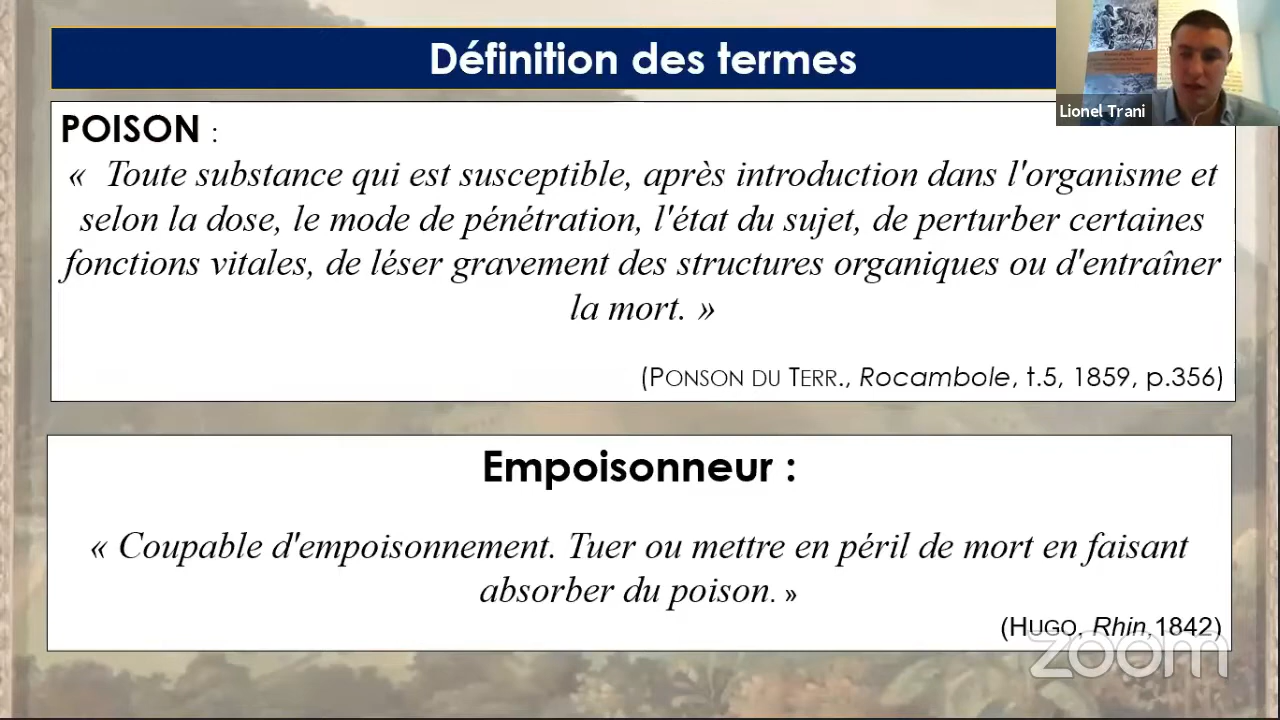 Définition des termes
Lionel Trani
POISON :
« Toute substance qui est susceptible, après introduction dans l'organisme et
selon la dose, le mode de pénétration, l'état du sujet, de perturber certaines
fonctions vitales, de léser gravement des structures organiques ou d'entraîner
la mort. »
(PONSON DU TERR., Rocambole, t.5, 1859, p.356)
Empoisonneur :
« Coupable d'empoisonnement. Tuer ou mettre en péril de mort en faisant
absorber du poison. »
(HUGO, Rhin,1842)
zoom